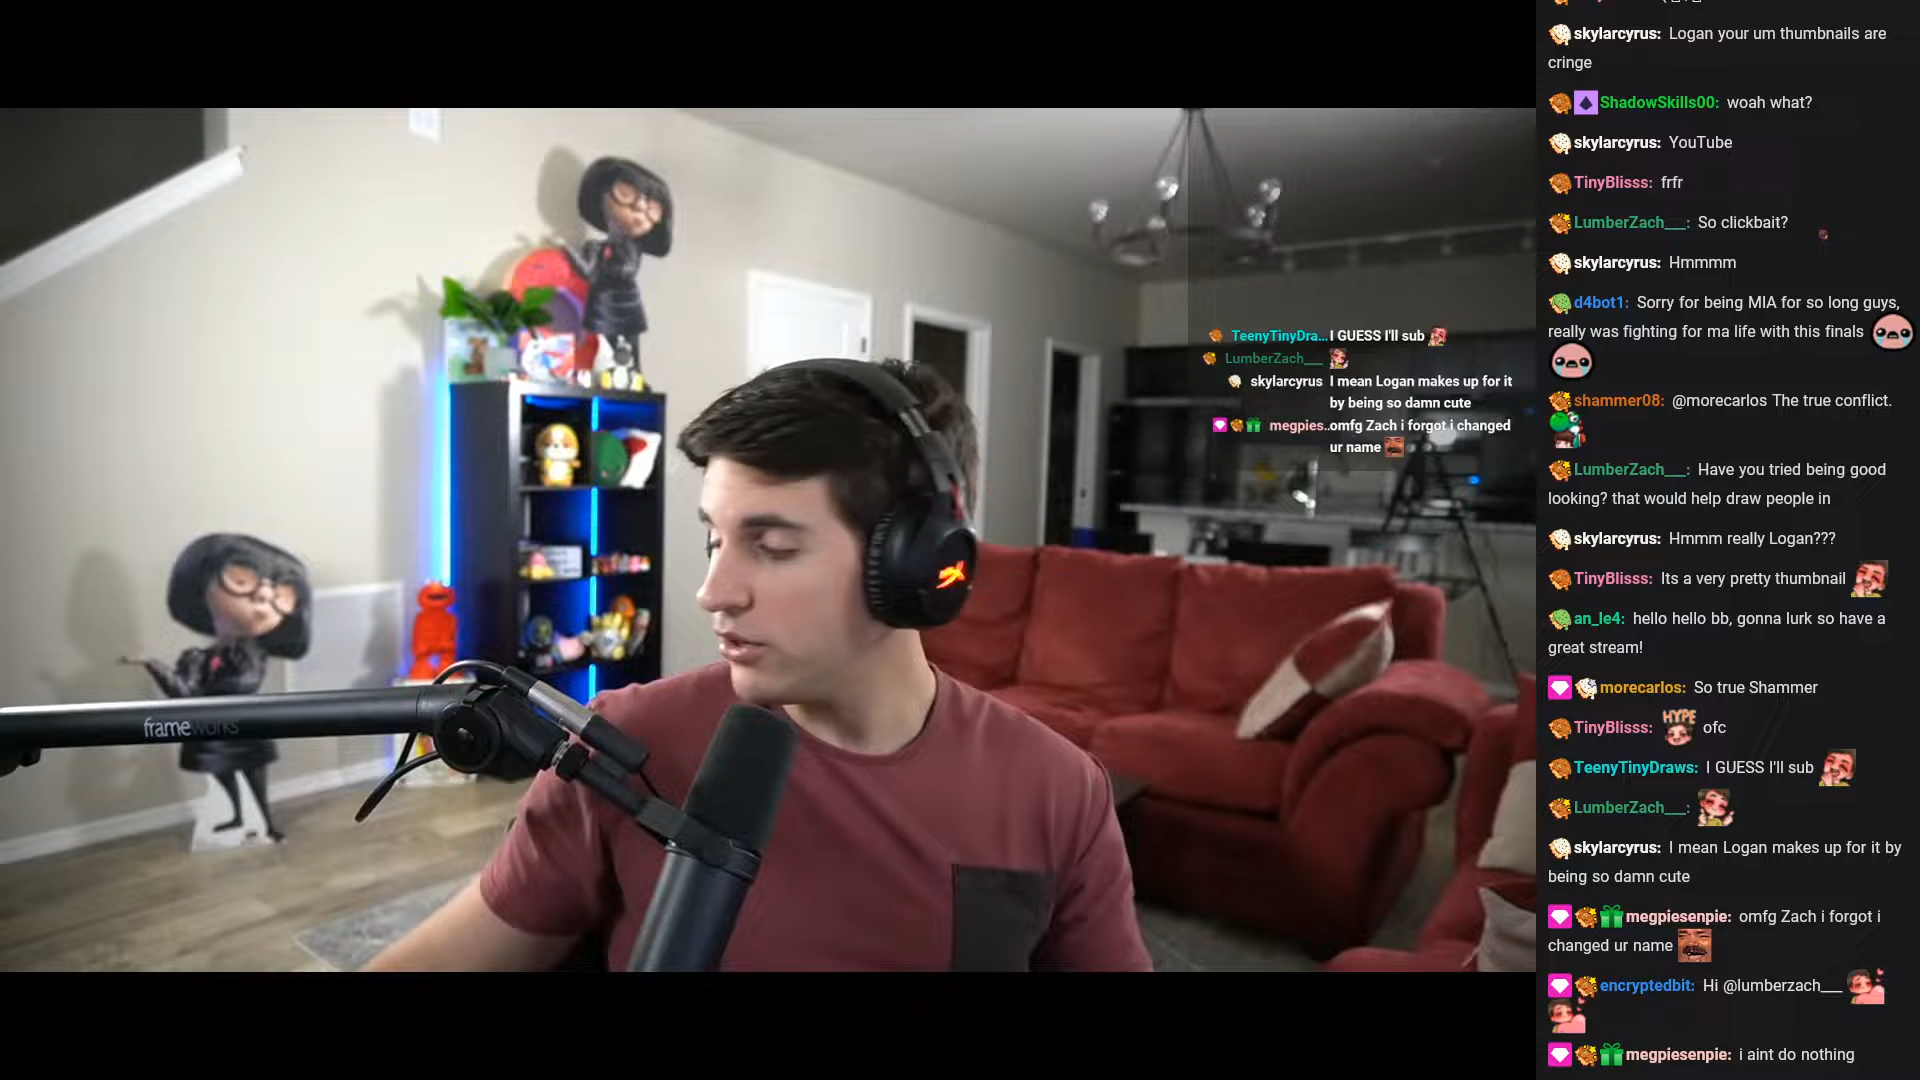 skylarcyrus: Logan your um thumbnails are
cringe
ShadowSkills00: woah what?
skylarcyrus: YouTube
TinyBlisss: frfr
LumberZach___: So clickbait?
skylarcyrus: Hmmmm
d4bot1: Sorry for being MIA for so long guys,
really was fighting for ma life with this finals
shammer08: @morecarlos The true conflict.
LumberZach___: Have you tried being good
looking? that would help draw people in
skylarcyrus: Hmmm really Logan???
TinyBlisss: Its a very pretty thumbnail
an_le4: hello hello bb, gonna lurk so have a
great stream!
morecarlos: So true Shammer
TinyBlisss: HYPE ofc
TeenyTinyDraws: I GUESS I'll sub
LumberZach___:
skylarcyrus: I mean Logan makes up for it by
being so damn cute
megpiesenpie: omfg Zach i forgot i
changed ur name
encryptedbit: Hi @lumberzach___
megpiesenpie: i aint do nothing
TeenyTinyDra... I GUESS I'll sub
LumberZach___
skylarcyrus I mean Logan makes up for it
by being so damn cute
megpies... omfg Zach i forgot i changed
ur name
frameworks